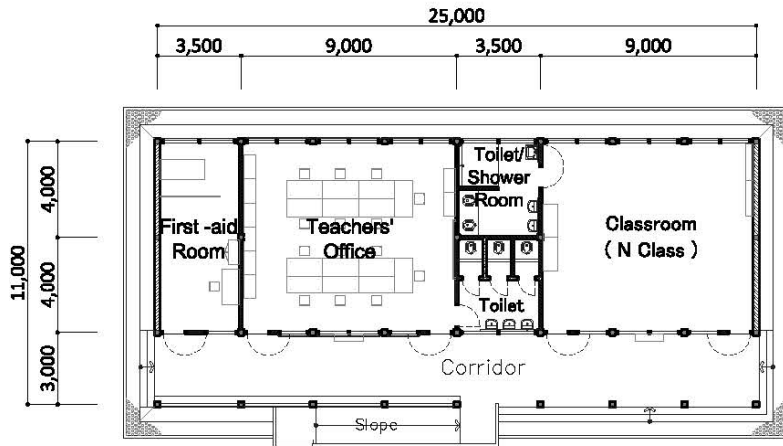 25,000
3,500
9,000
3,500
9,000
4,000
4,000
11,000
3,000
First -aid
Room
Teachers'
Office
Toilet/
Shower
Room
Toilet
Classroom
( N Class )
Corridor
Slope